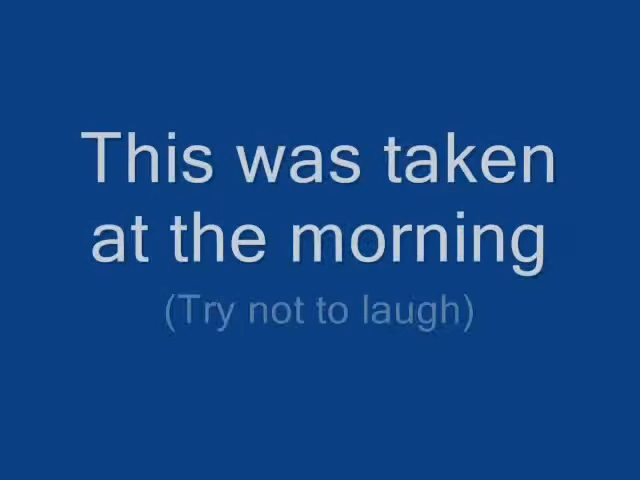 This was taken
at the morning
(Try not to laugh)